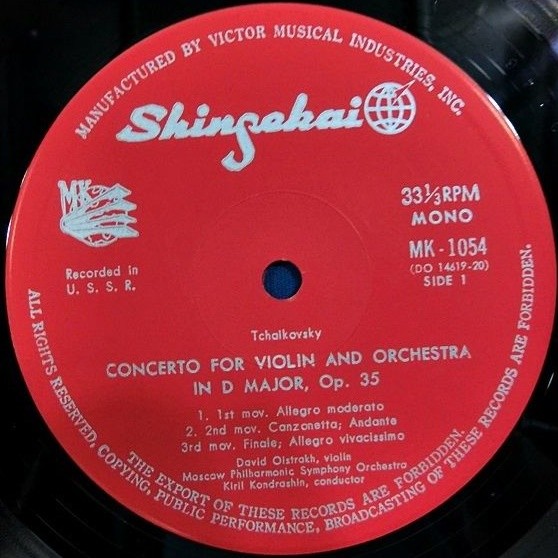 MANUFACTURED BY VICTOR MUSICAL INDUSTRIES, INC.
Shinsekai
MK
33⅓RPM
MONO
MK-1054
(DO 14619-20)
SIDE 1
Recorded in
U. S. S. R.
Tchaikovsky
CONCERTO FOR VIOLIN AND ORCHESTRA
IN D MAJOR, Op. 35
1. 1st mov. Allegro moderato
2. 2nd mov. Canzonetta; Andante
3rd mov. Finale; Allegro vivacissimo
David Oistrakh, violin
Moscow Philharmonic Symphony Orchestra
Kiril Kondrashin, conductor
THE EXPORT OF THESE RECORDS ARE FORBIDDEN.
ALL RIGHTS RESERVED, COPYING, PUBLIC PERFORMANCE, BROADCASTING OF THESE RECORDS ARE FORBIDDEN.